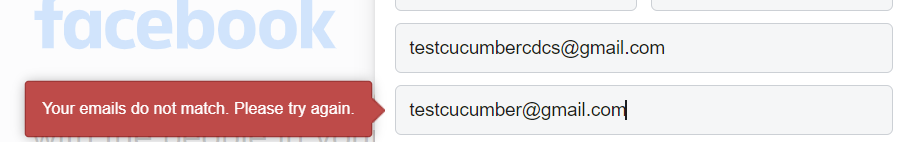 facebook
testcucumbercdcs@gmail.com
Your emails do not match. Please try again.
testcucumber@gmail.com